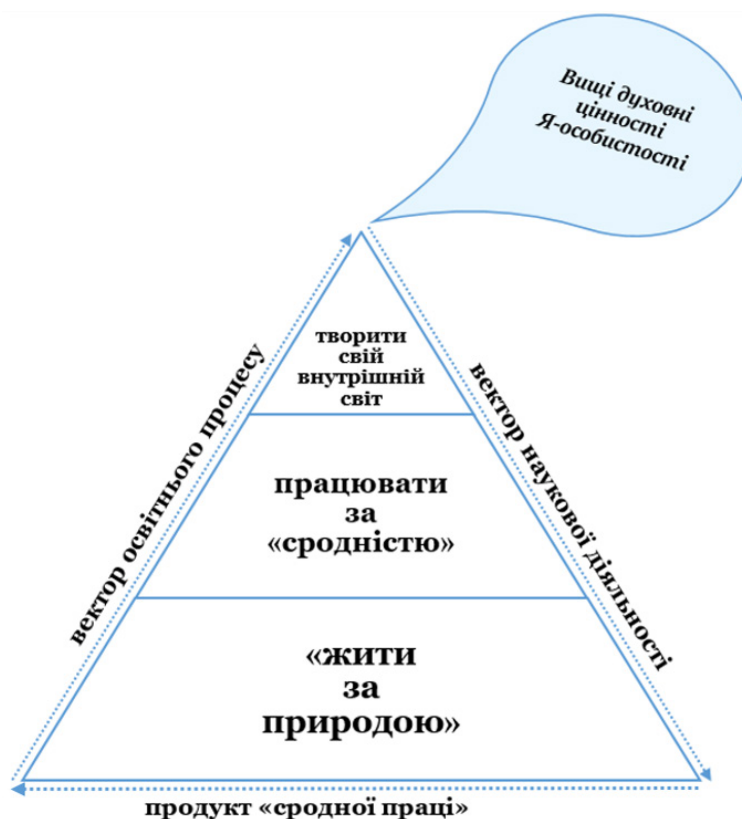 Вищі духовні
цінності
Я-особистості
творити
свій
внутрішній
світ
вектор освітнього процесу
вектор наукової діяльності
працювати
за
«сродністю»
«жити
за
природою»
продукт «сродної праці»